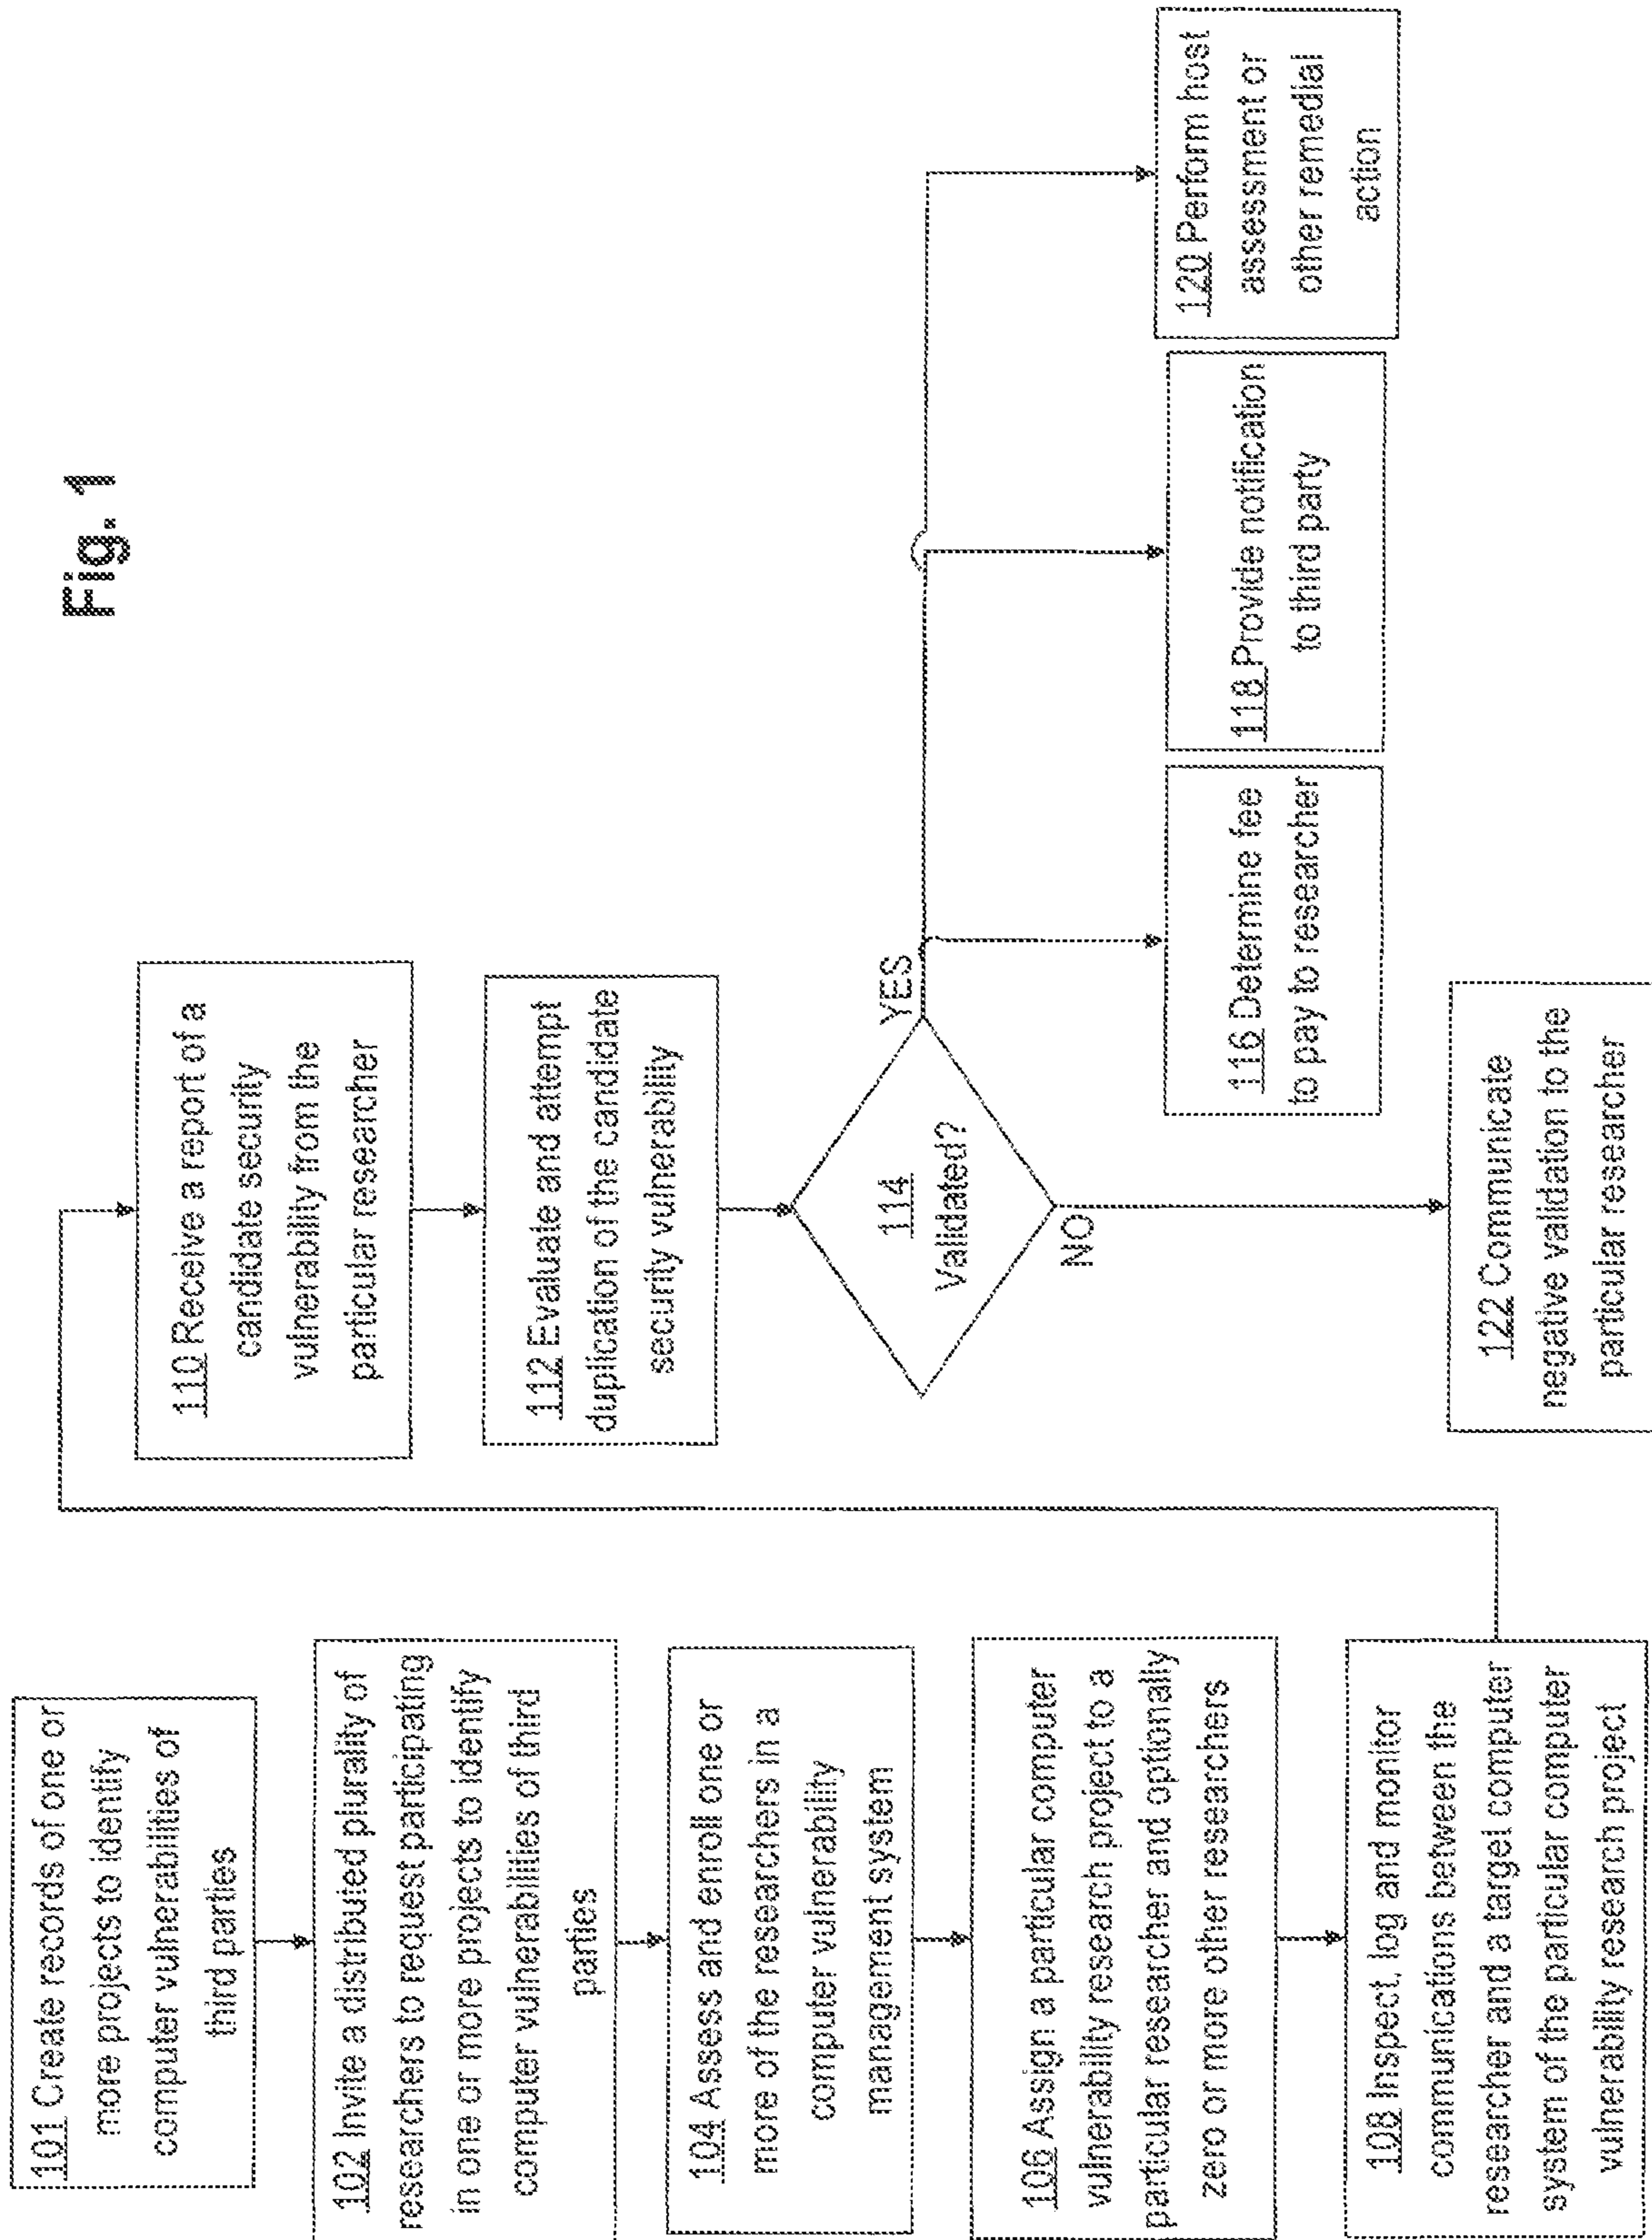 Fig. 1
101 Create records of one or
more projects to identify
computer vulnerabilities of
third parties
102 Invite a distributed plurality of
researchers to request participating
in one or more projects to identify
computer vulnerabilities of third
parties
104 Assess and enroll one or
more of the researchers in a
computer vulnerability
management system
106 Assign a particular computer
vulnerability research project to a
particular researcher and optionally
zero or more other researchers
108 Inspect, log and monitor
communications between the
researcher and a target computer
system of the particular computer
vulnerability research project
110 Receive a report of a
candidate security
vulnerability from the
particular researcher
112 Evaluate and attempt
duplication of the candidate
security vulnerability
114
Validated?
YES
NO
116 Determine fee
to pay to researcher
118 Provide notification
to third party
120 Perform host
assessment or
other remedial
action
122 Communicate
negative validation to the
particular researcher